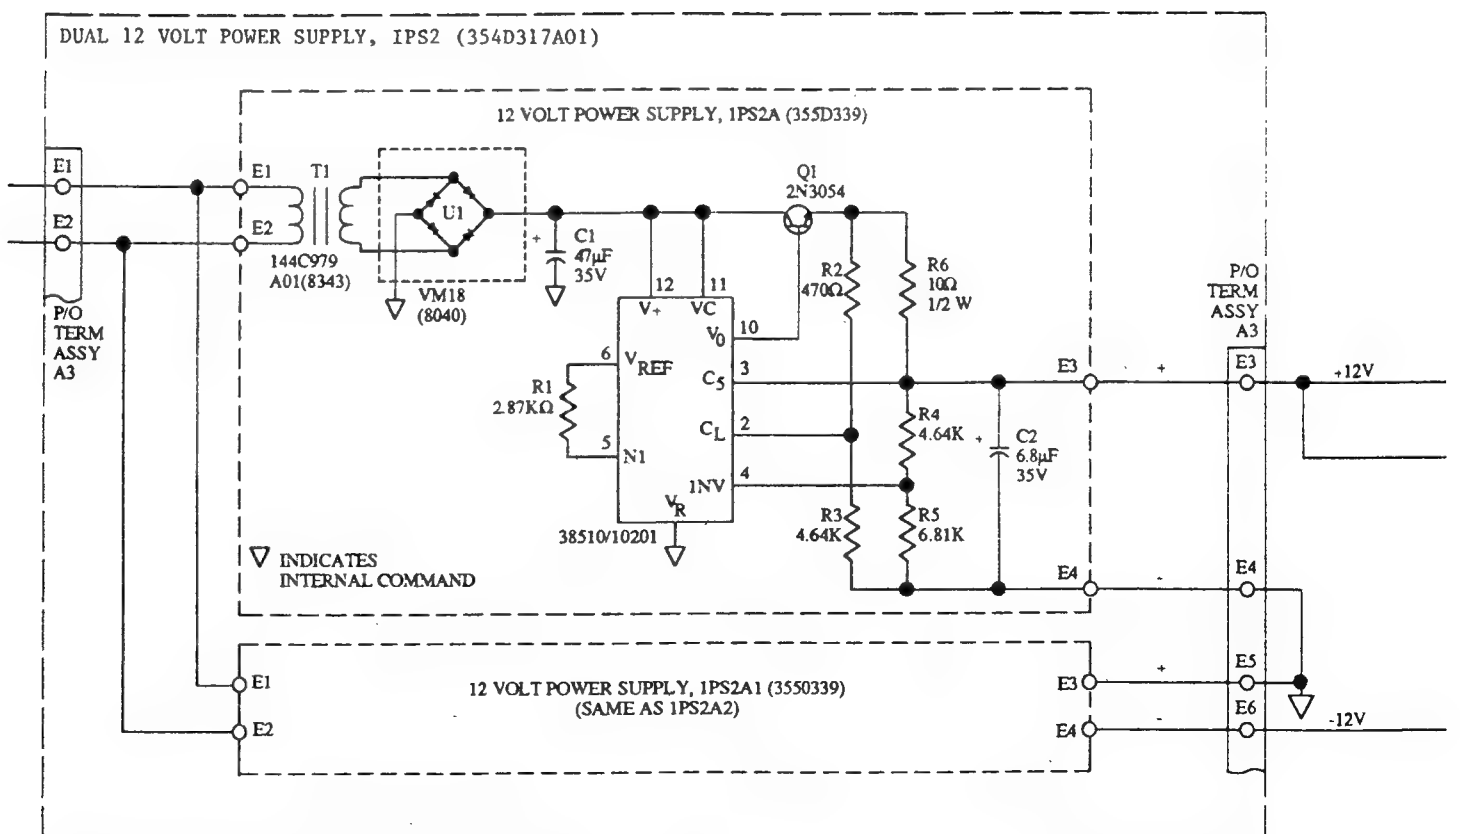 DUAL 12 VOLT POWER SUPPLY, IPS2 (354D317A01)
12 VOLT POWER SUPPLY, 1PS2A (355D339)
E1
E2
P/O
TERM
ASSY
A3
E1
E2
T1
144C979
A01(8343)
U1
VM18
(8040)
+
C1
47µF
35V
Q1
2N3054
R2
470Ω
R6
10Ω
1/2 W
12
11
V+
VC
V0
10
6
VREF
R1
2.87KΩ
5
N1
C5
3
CL
2
1NV
4
VR
38510/10201
R4
4.64K
R3
4.64K
R5
6.81K
+
C2
6.8µF
35V
E3
+
E4
-
P/O
TERM
ASSY
A3
E3
+12V
E4
E5
E6
-12V
INDICATES
INTERNAL COMMAND
12 VOLT POWER SUPPLY, 1PS2A1 (3550339)
(SAME AS 1PS2A2)
E1
E2
E3
+
E4
-